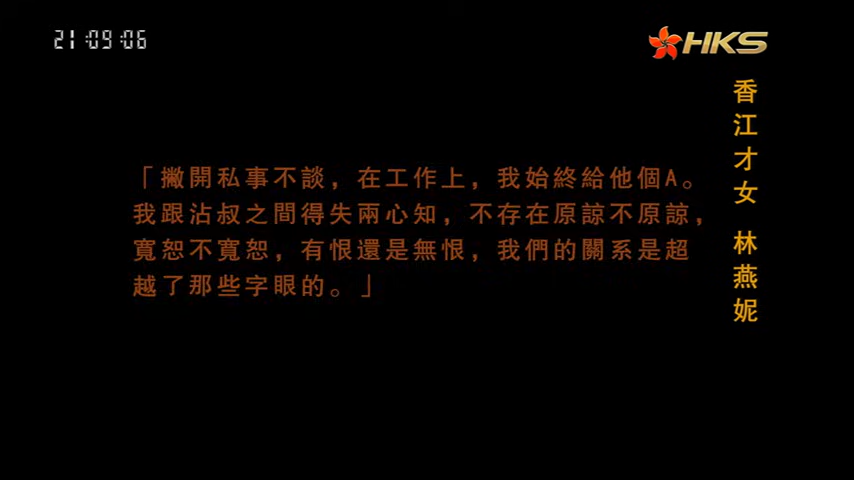 21:09:06
HKS
「撇開私事不談，在工作上，我始終給他個A。
我跟沾叔之間得失兩心知，不存在原諒不原諒，
寬恕不寬恕，有恨還是無恨，我們的關系是超
越了那些字眼的。」
香江才女 林燕妮